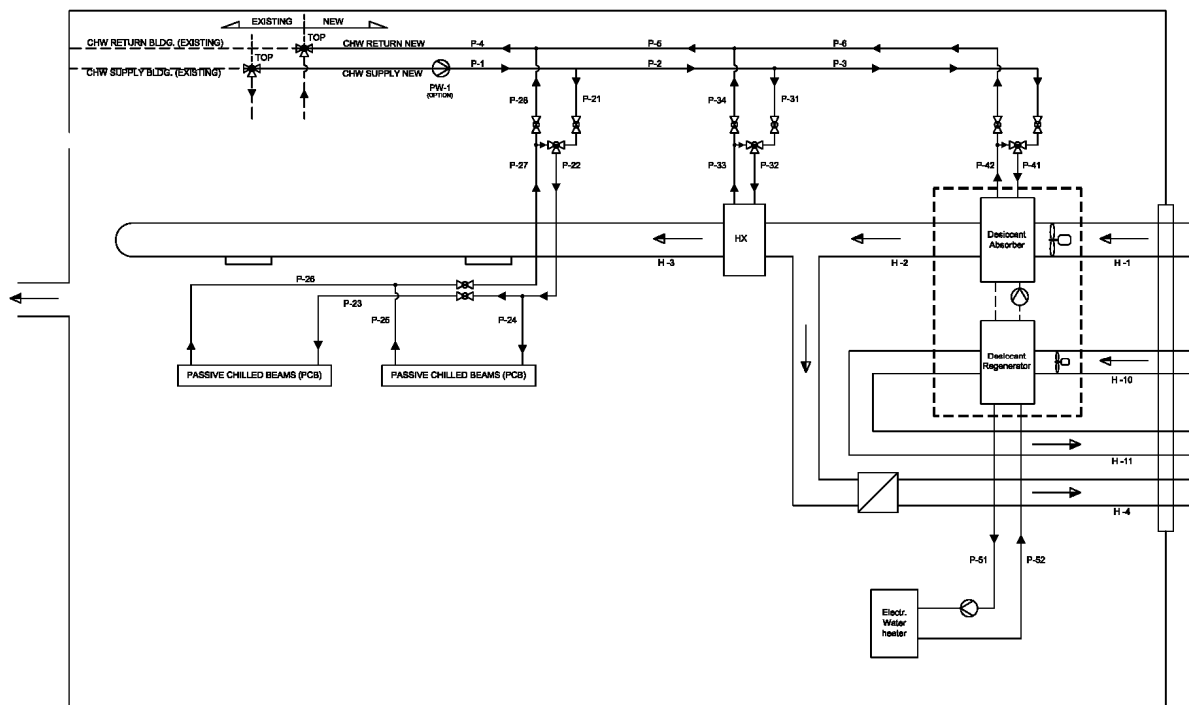 EXISTING NEW
TOP
CHW RETURN BLDG. (EXISTING)
CHW RETURN NEW
P-4
P-5
P-6
TOP
CHW SUPPLY BLDG. (EXISTING)
CHW SUPPLY NEW
P-1
P-2
P-3
PW-1
(OPTION)
P-28
P-21
P-34
P-31
P-27
P-22
P-33
P-32
P-42
P-41
HX
Desiccant
Absorber
H-3
H-2
H-1
P-26
P-23
P-25
P-24
Desiccant
Regenerator
PASSIVE CHILLED BEAMS (PCB)
PASSIVE CHILLED BEAMS (PCB)
H-10
H-11
H-4
P-51
P-52
Electr.
Water
heater